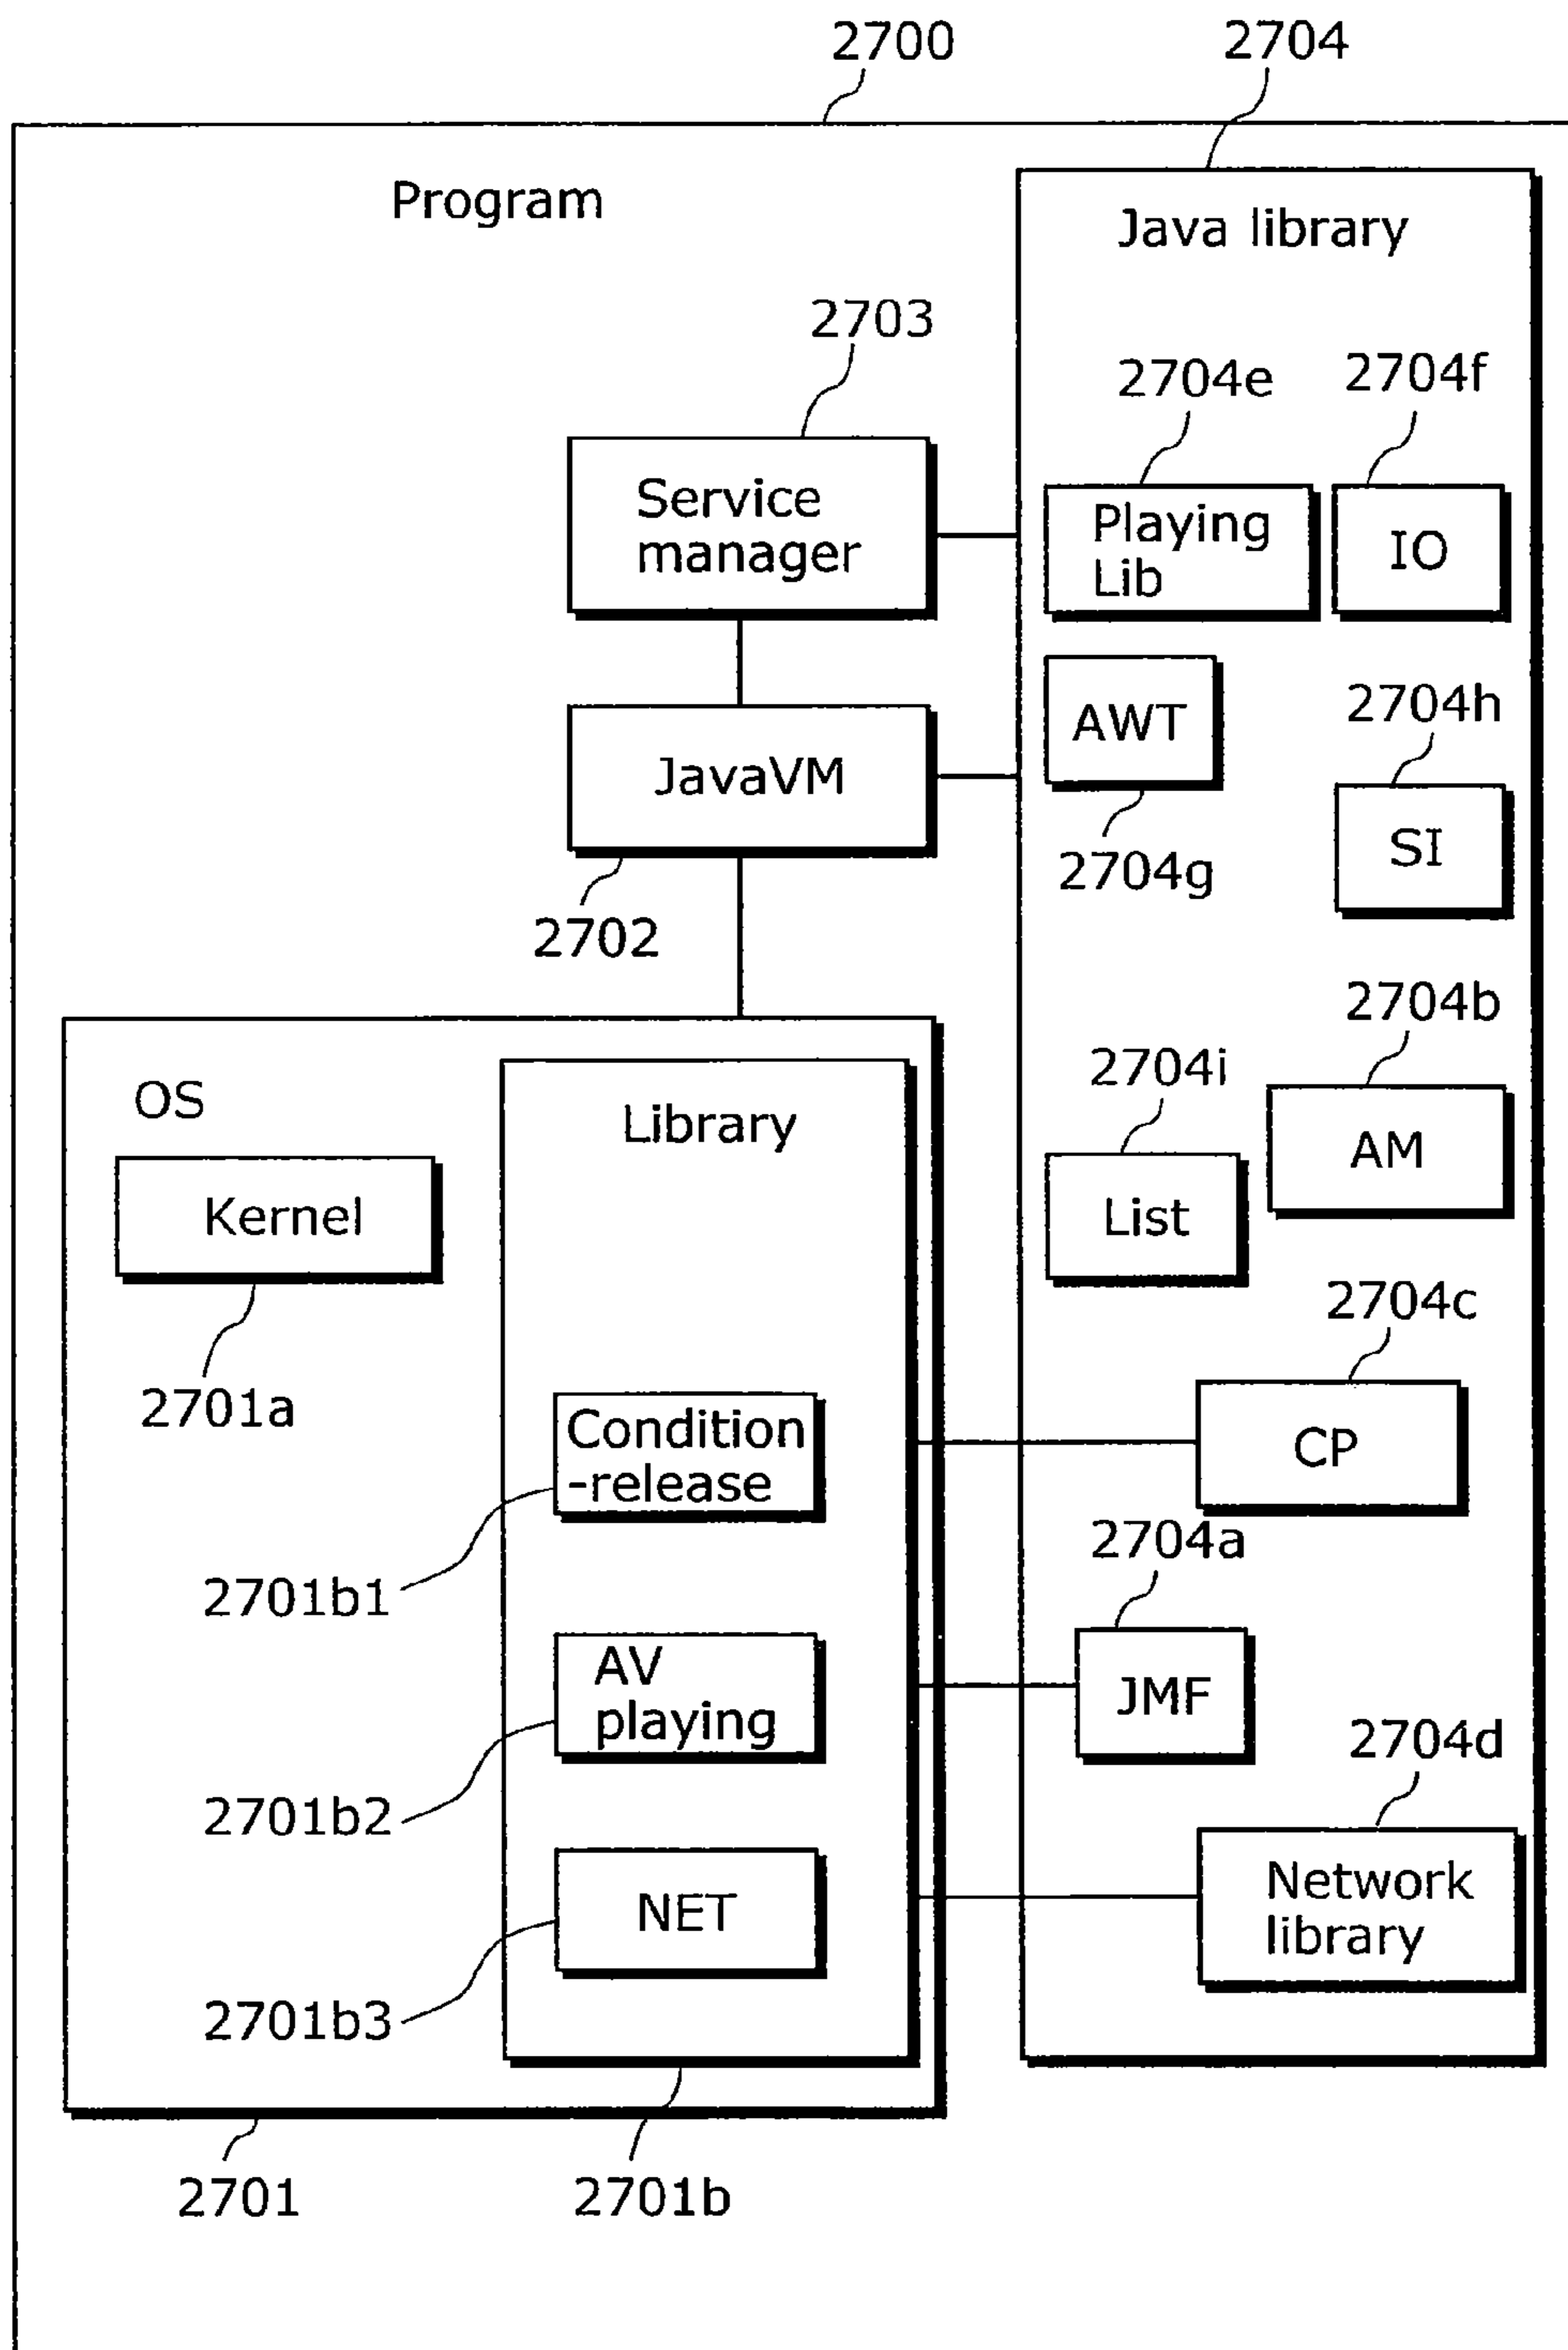 2700
2704
Program
Java library
2703
2704e
2704f
Service
manager
Playing
Lib
IO
AWT
2704h
JavaVM
SI
2704g
2702
2704b
2704i
OS
Library
AM
Kernel
List
2704c
2701a
Condition
-release
CP
2704a
2701b1
AV
playing
JMF
2704d
2701b2
NET
Network
library
2701b3
2701
2701b